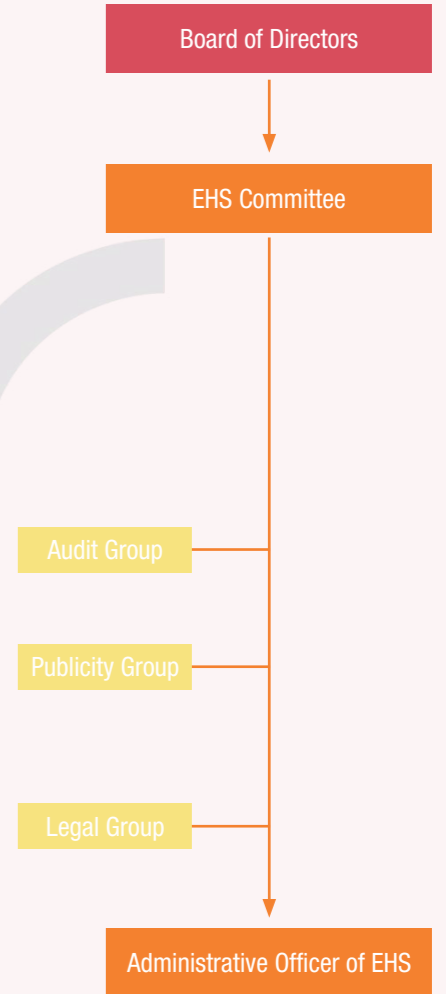 Board of Directors
EHS Committee
Audit Group
Publicity Group
Legal Group
Administrative Officer of EHS